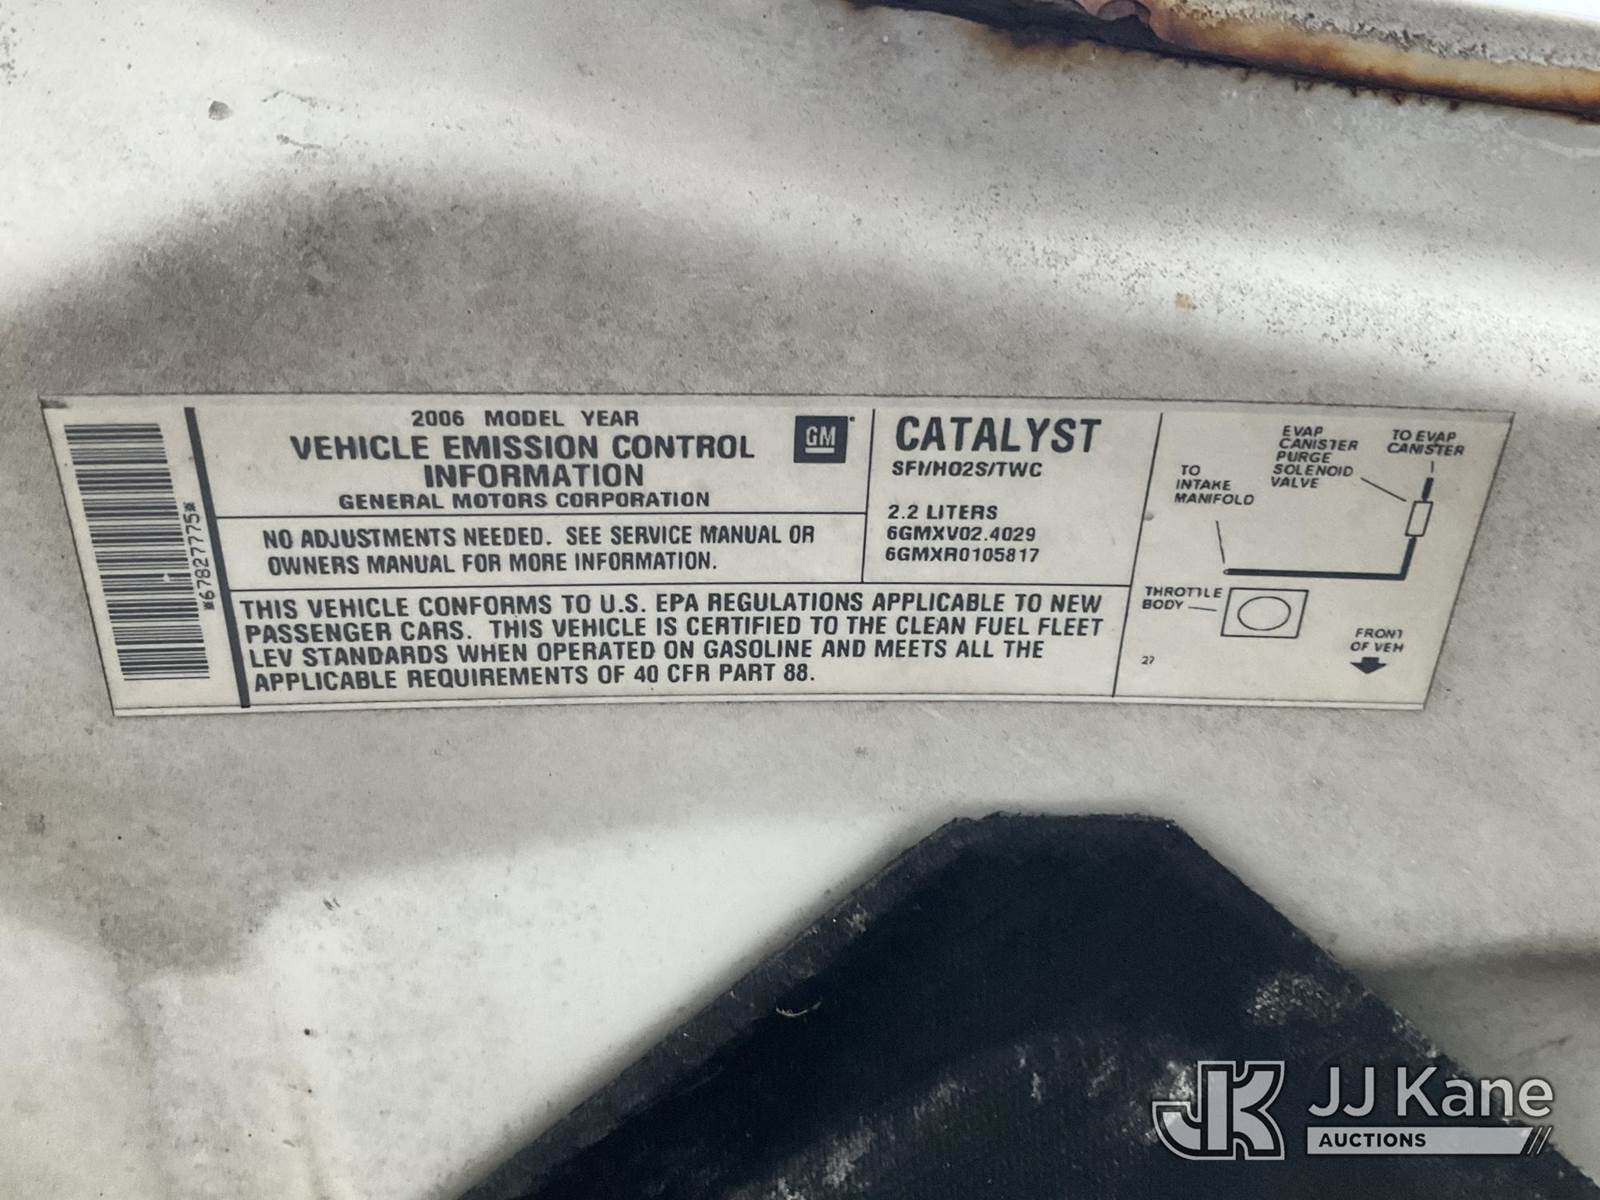 *67827775*
2006 MODEL YEAR
VEHICLE EMISSION CONTROL
INFORMATION
GENERAL MOTORS CORPORATION
GM
NO ADJUSTMENTS NEEDED. SEE SERVICE MANUAL OR
OWNERS MANUAL FOR MORE INFORMATION.
THIS VEHICLE CONFORMS TO U.S. EPA REGULATIONS APPLICABLE TO NEW
PASSENGER CARS. THIS VEHICLE IS CERTIFIED TO THE CLEAN FUEL FLEET
LEV STANDARDS WHEN OPERATED ON GASOLINE AND MEETS ALL THE
APPLICABLE REQUIREMENTS OF 40 CFR PART 88.
CATALYST
SFI/HO2S/TWC
2.2 LITERS
6GMXV02.4029
6GMXR0105817
TO
INTAKE
MANIFOLD
EVAP
CANISTER
PURGE
SOLENOID
VALVE
TO EVAP
CANISTER
THROTTLE
BODY
FRONT
OF VEH
27
JK
JJ Kane
AUCTIONS